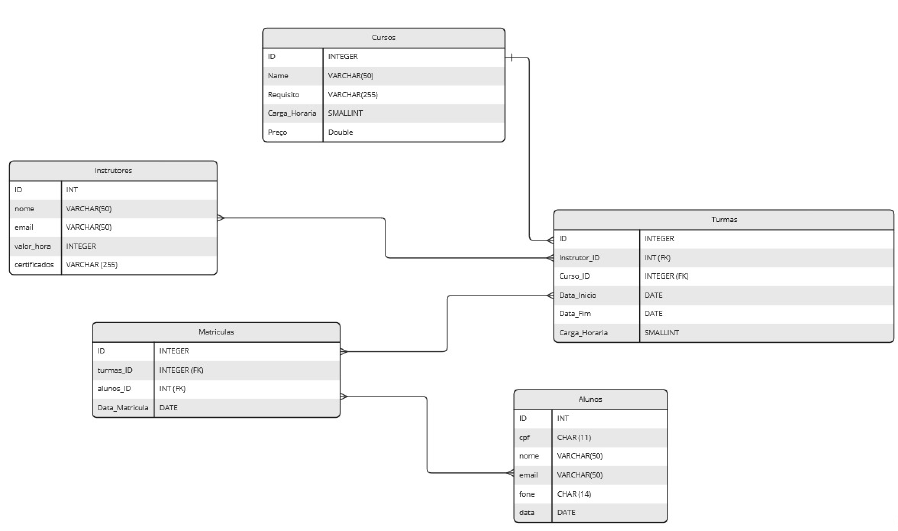 Cursos
ID INTEGER
Name VARCHAR(50)
Requisito VARCHAR(255)
Carga_Horaria SMALLINT
Preço Double
Instrutores
ID INT
nome VARCHAR(50)
email VARCHAR(50)
valor_hora INTEGER
certificados VARCHAR (255)
Turmas
ID INTEGER
Instrutor_ID INT (FK)
Curso_ID INTEGER (FK)
Data_Inicio DATE
Data_Fim DATE
Carga_Horaria SMALLINT
Matriculas
ID INTEGER
turmas_ID INTEGER (FK)
alunos_ID INT (FK)
Data_Matricula DATE
Alunos
ID INT
cpf CHAR (11)
nome VARCHAR(50)
email VARCHAR(50)
fone CHAR (14)
data DATE